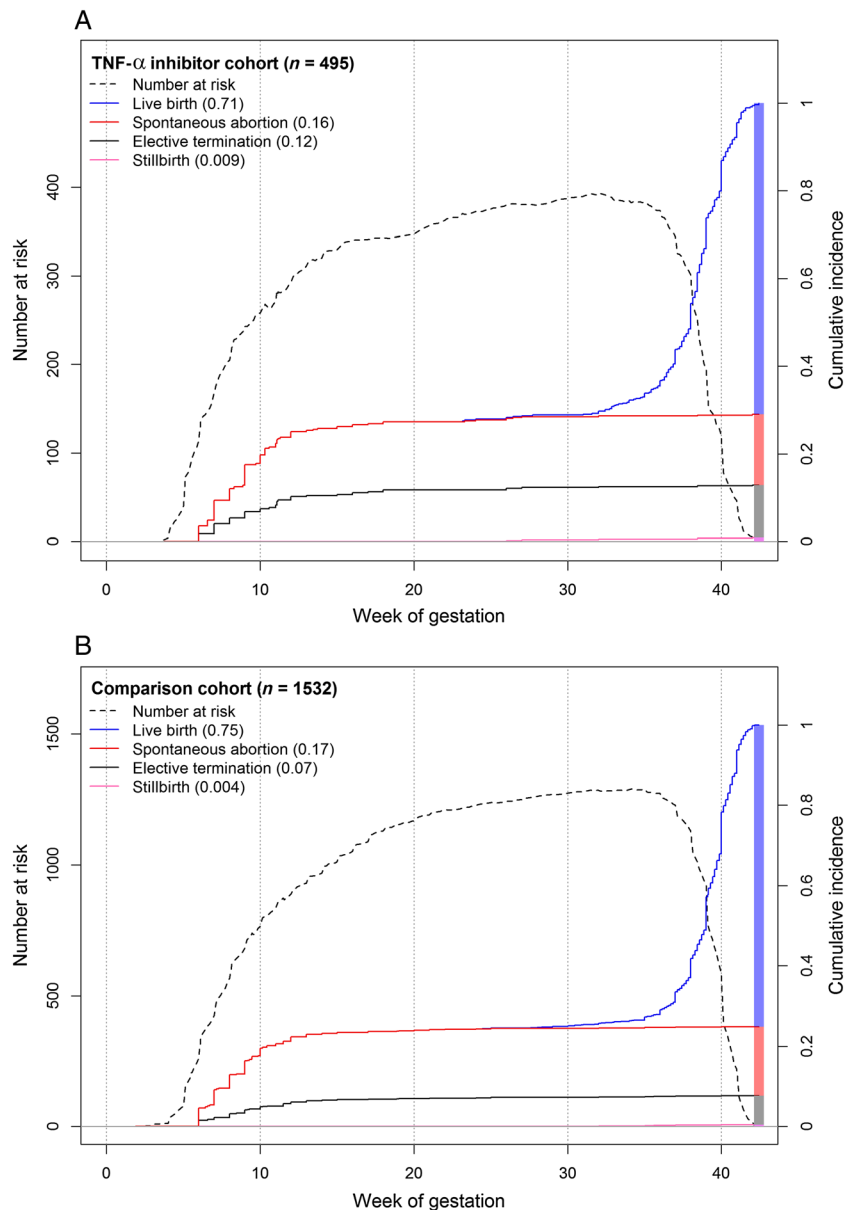 A
TNF-α inhibitor cohort (n = 495)
Number at risk
Live birth (0.71)
Spontaneous abortion (0.16)
Elective termination (0.12)
Stillbirth (0.009)
Number at risk
0
100
200
300
400
Cumulative incidence
0
0.2
0.4
0.6
0.8
1
0 10 20 30 40
Week of gestation
B
Comparison cohort (n = 1532)
Number at risk
Live birth (0.75)
Spontaneous abortion (0.17)
Elective termination (0.07)
Stillbirth (0.004)
Number at risk
0
500
1000
1500
Cumulative incidence
0
0.2
0.4
0.6
0.8
1
0 10 20 30 40
Week of gestation